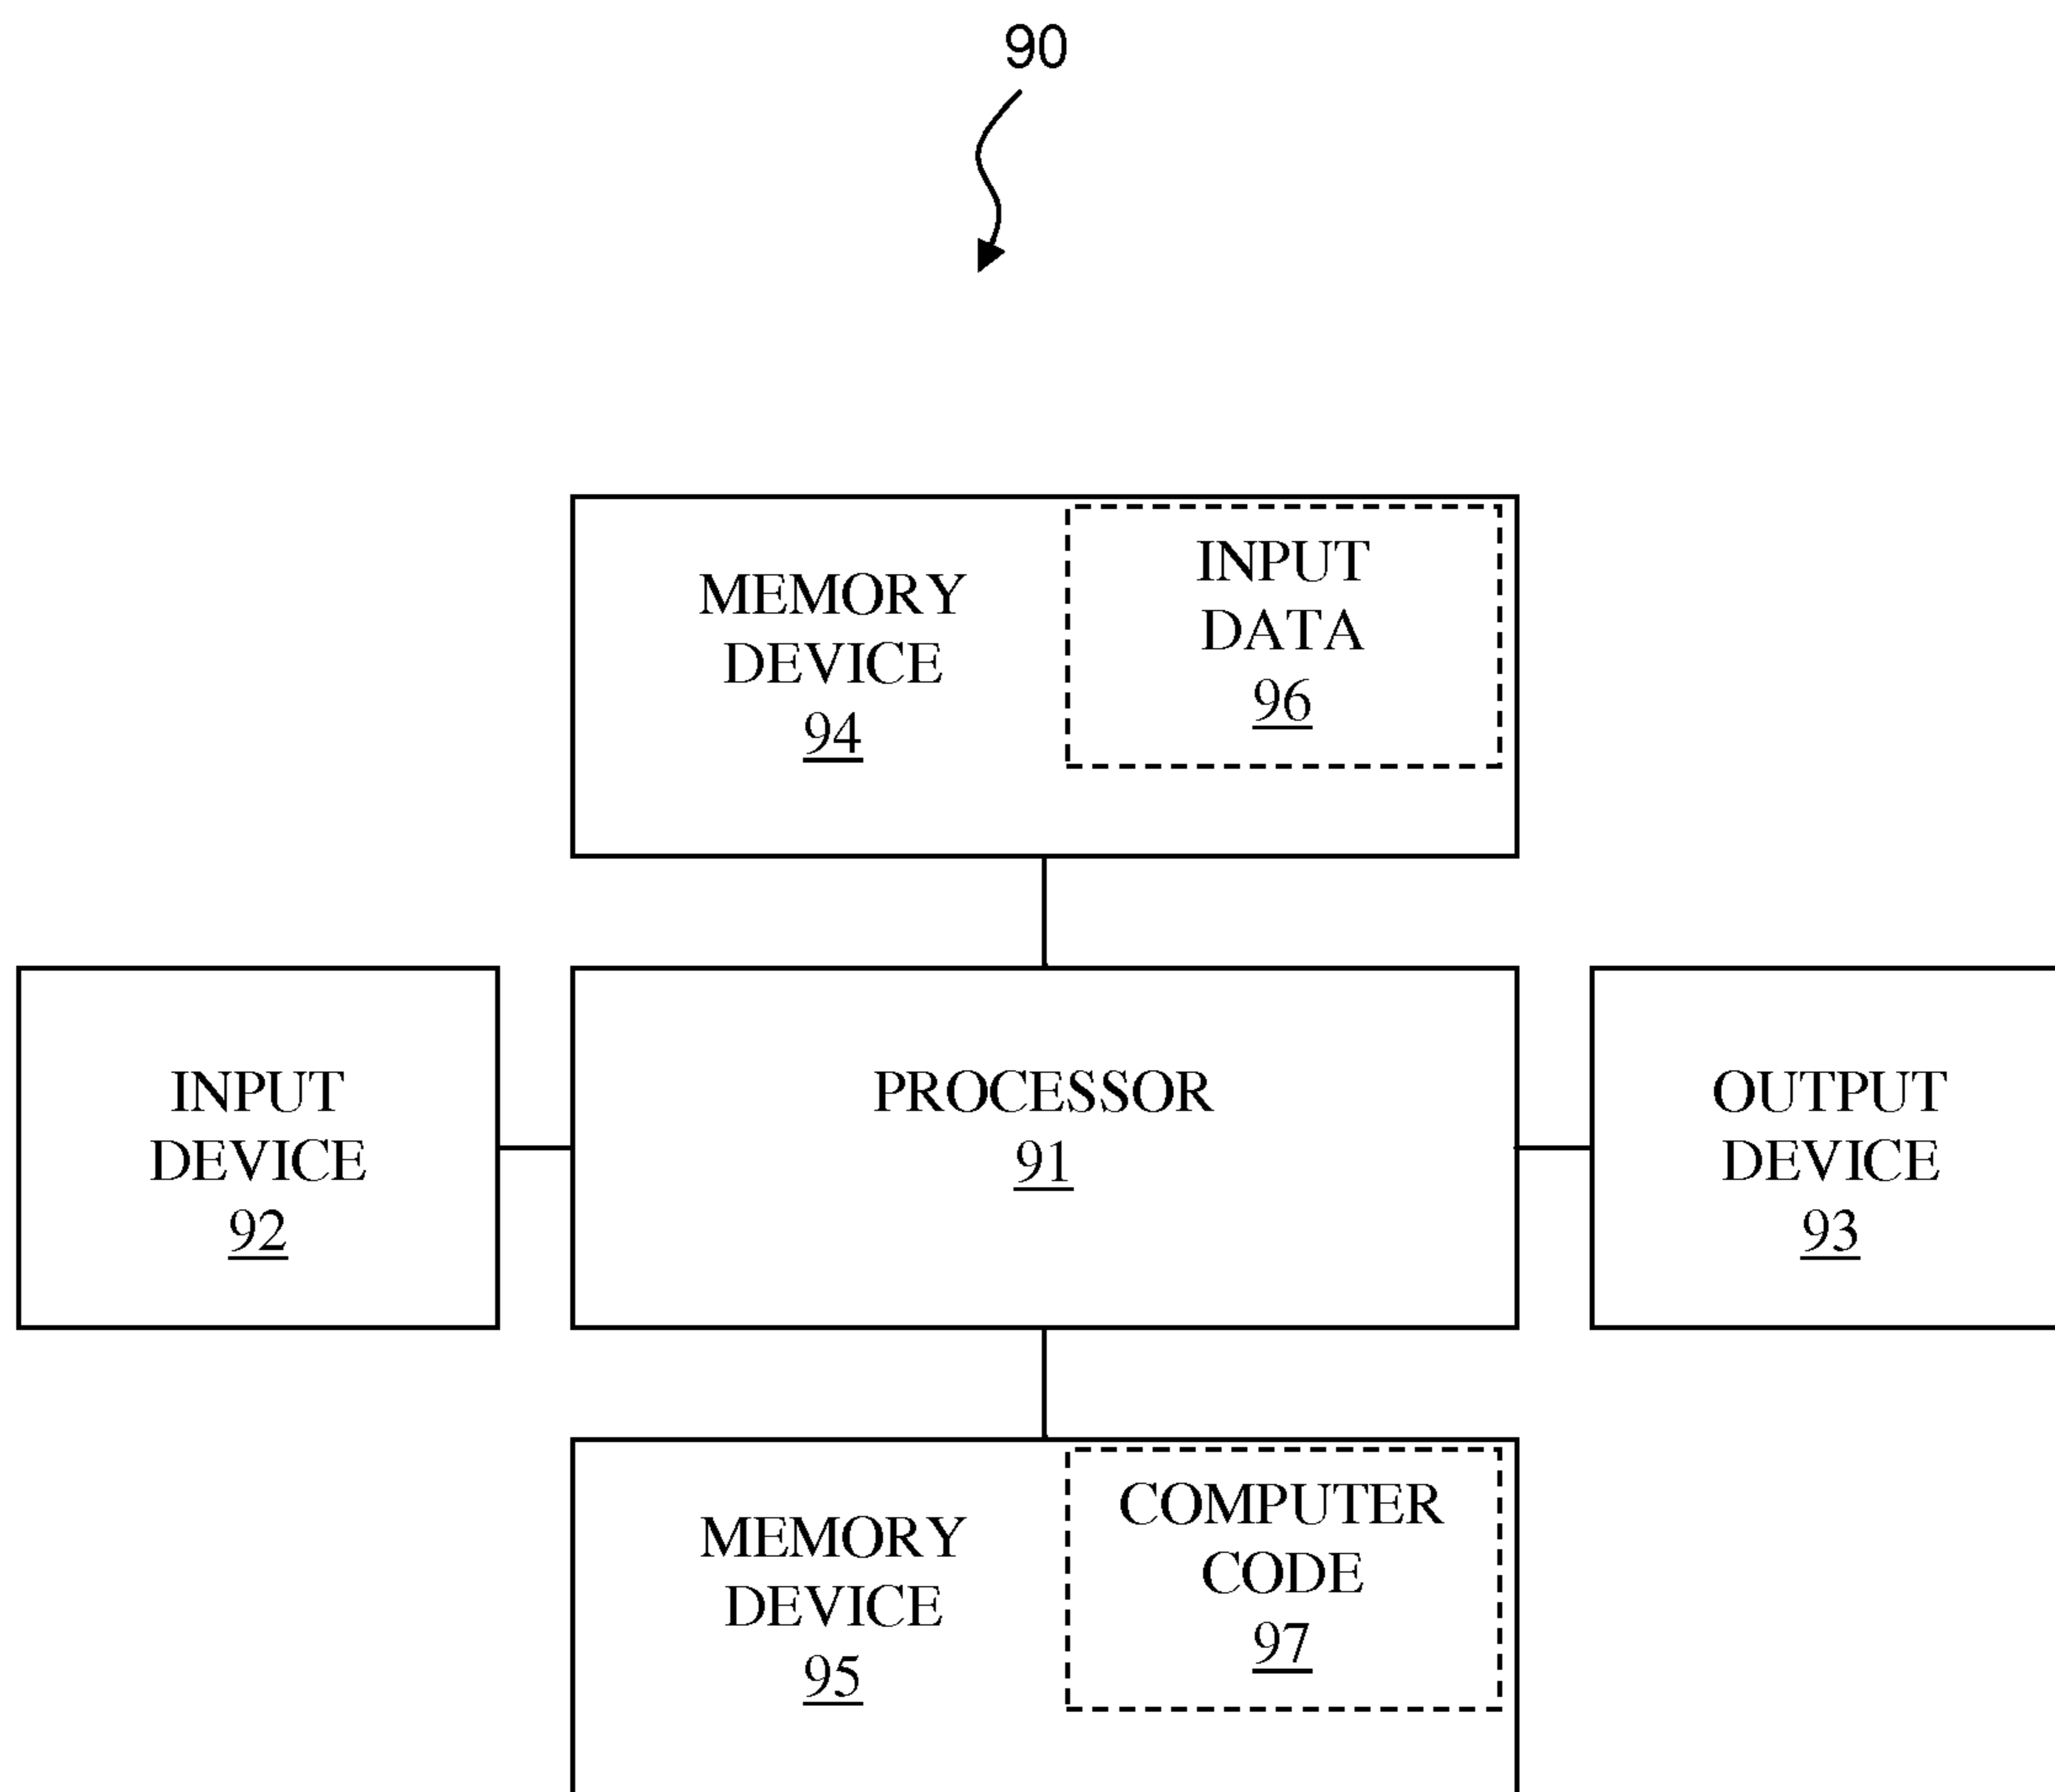 90
MEMORY
DEVICE
94
INPUT
DATA
96
INPUT
DEVICE
92
PROCESSOR
91
OUTPUT
DEVICE
93
MEMORY
DEVICE
95
COMPUTER
CODE
97